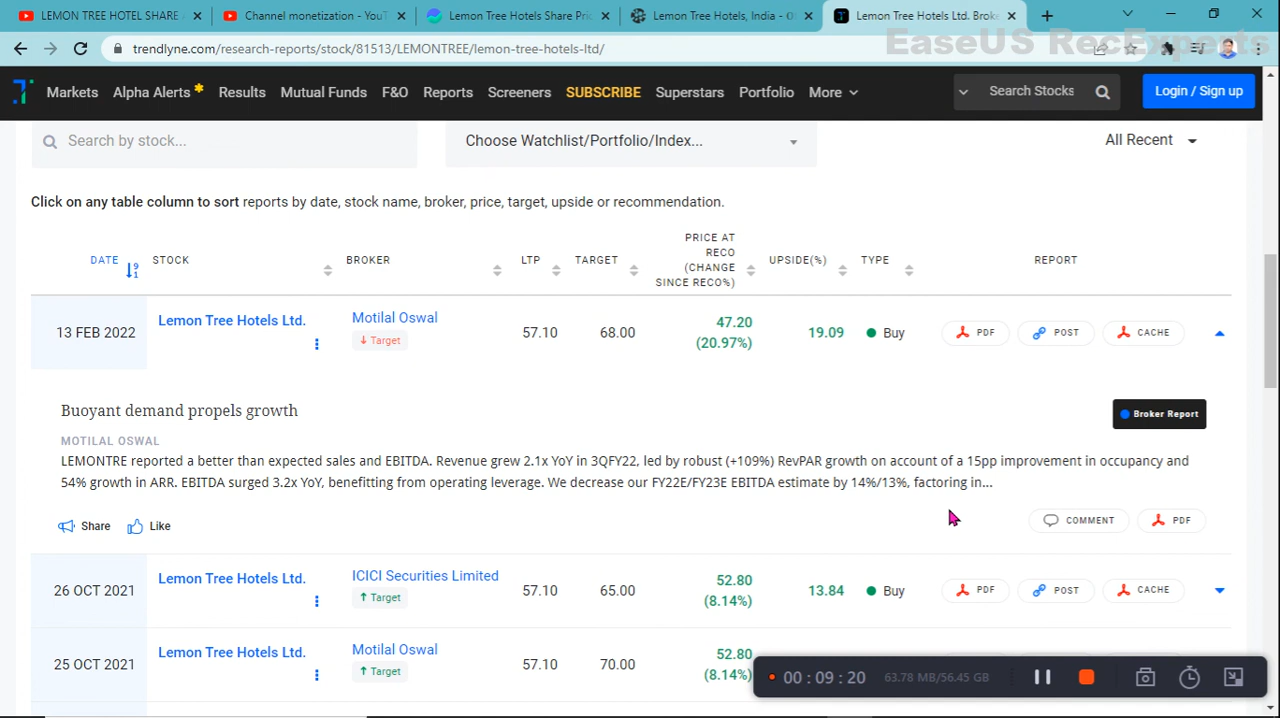 LEMON TREE HOTEL SHARE
Channel monetization - YouT
Lemon Tree Hotels Share Pric
Lemon Tree Hotels, India - O
Lemon Tree Hotels Ltd. Broke
trendlyne.com/research-reports/stock/81513/LEMONTREE/lemon-tree-hotels-ltd/
EaseUS RecExperts
Markets Alpha Alerts Results Mutual Funds F&O Reports Screeners SUBSCRIBE Superstars Portfolio More Search Stocks Login / Sign up
Search by stock... Choose Watchlist/Portfolio/Index... All Recent
Click on any table column to sort reports by date, stock name, broker, price, target, upside or recommendation.
DATE STOCK BROKER LTP TARGET PRICE AT RECO (CHANGE SINCE RECO%) UPSIDE(%) TYPE REPORT
13 FEB 2022 Lemon Tree Hotels Ltd. Motilal Oswal ↓ Target 57.10 68.00 47.20 (20.97%) 19.09 Buy PDF POST CACHE
Buoyant demand propels growth Broker Report
MOTILAL OSWAL
LEMONTRE reported a better than expected sales and EBITDA. Revenue grew 2.1x YoY in 3QFY22, led by robust (+109%) RevPAR growth on account of a 15pp improvement in occupancy and
54% growth in ARR. EBITDA surged 3.2x YoY, benefitting from operating leverage. We decrease our FY22E/FY23E EBITDA estimate by 14%/13%, factoring in...
Share Like COMMENT PDF
26 OCT 2021 Lemon Tree Hotels Ltd. ICICI Securities Limited ↑ Target 57.10 65.00 52.80 (8.14%) 13.84 Buy PDF POST CACHE
25 OCT 2021 Lemon Tree Hotels Ltd. Motilal Oswal ↑ Target 57.10 70.00 52.80 (8.14%)
00:09:20 63.78 MB/56.45 GB